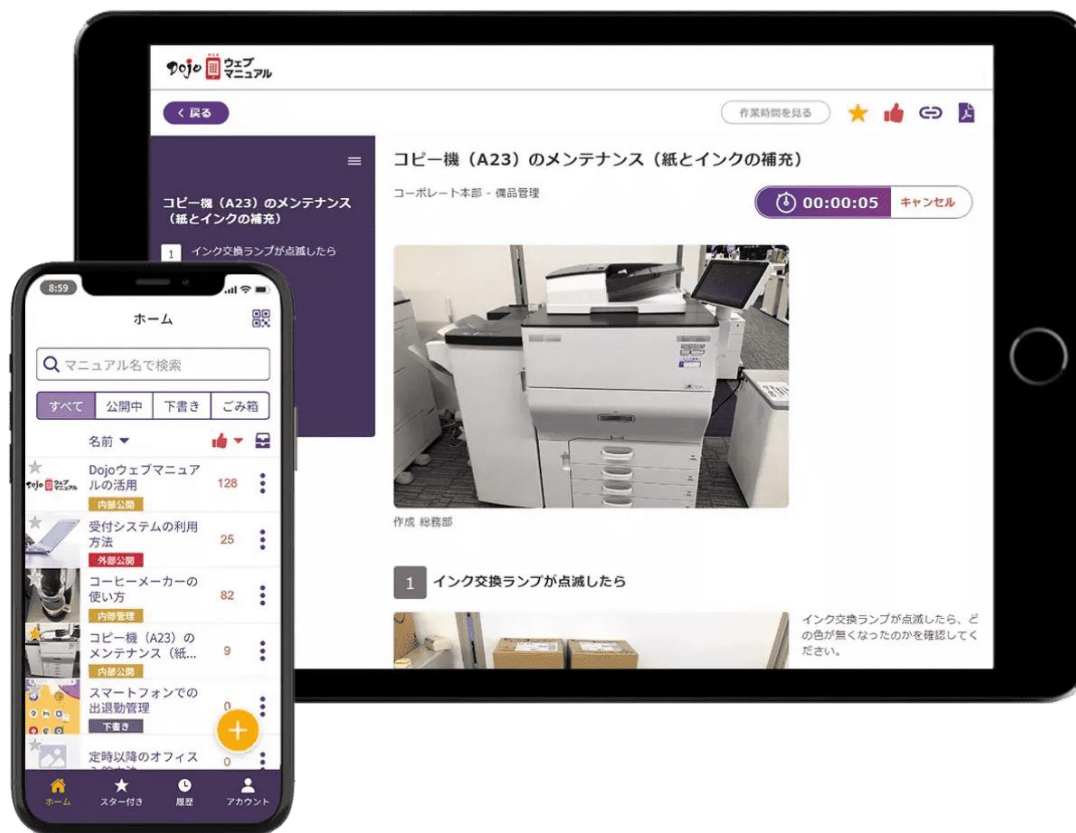 Dojo ウェブ
マニュアル
戻る
作業時間を見る
コピー機（A23）のメンテナンス（紙とインクの補充）
コーポレート本部 - 備品管理
00:00:05 キャンセル
コピー機（A23）のメンテナンス
（紙とインクの補充）
1 インク交換ランプが点滅したら
作成 総務部
1 インク交換ランプが点滅したら
インク交換ランプが点滅したら、ど
の色が無くなったのかを確認してく
ださい。
8:59
ホーム
マニュアル名で検索
すべて 公開中 下書き ごみ箱
名前
Dojoウェブマニュア
ルの活用
128
内部公開
受付システムの利用
方法
25
外部公開
コーヒーメーカーの
使い方
82
内部管理
コピー機（A23）の
メンテナンス（紙...
9
内部公開
スマートフォンでの
出退勤管理
0
下書き
定時以降のオフィス
0
ホーム スター付き 履歴 アカウント